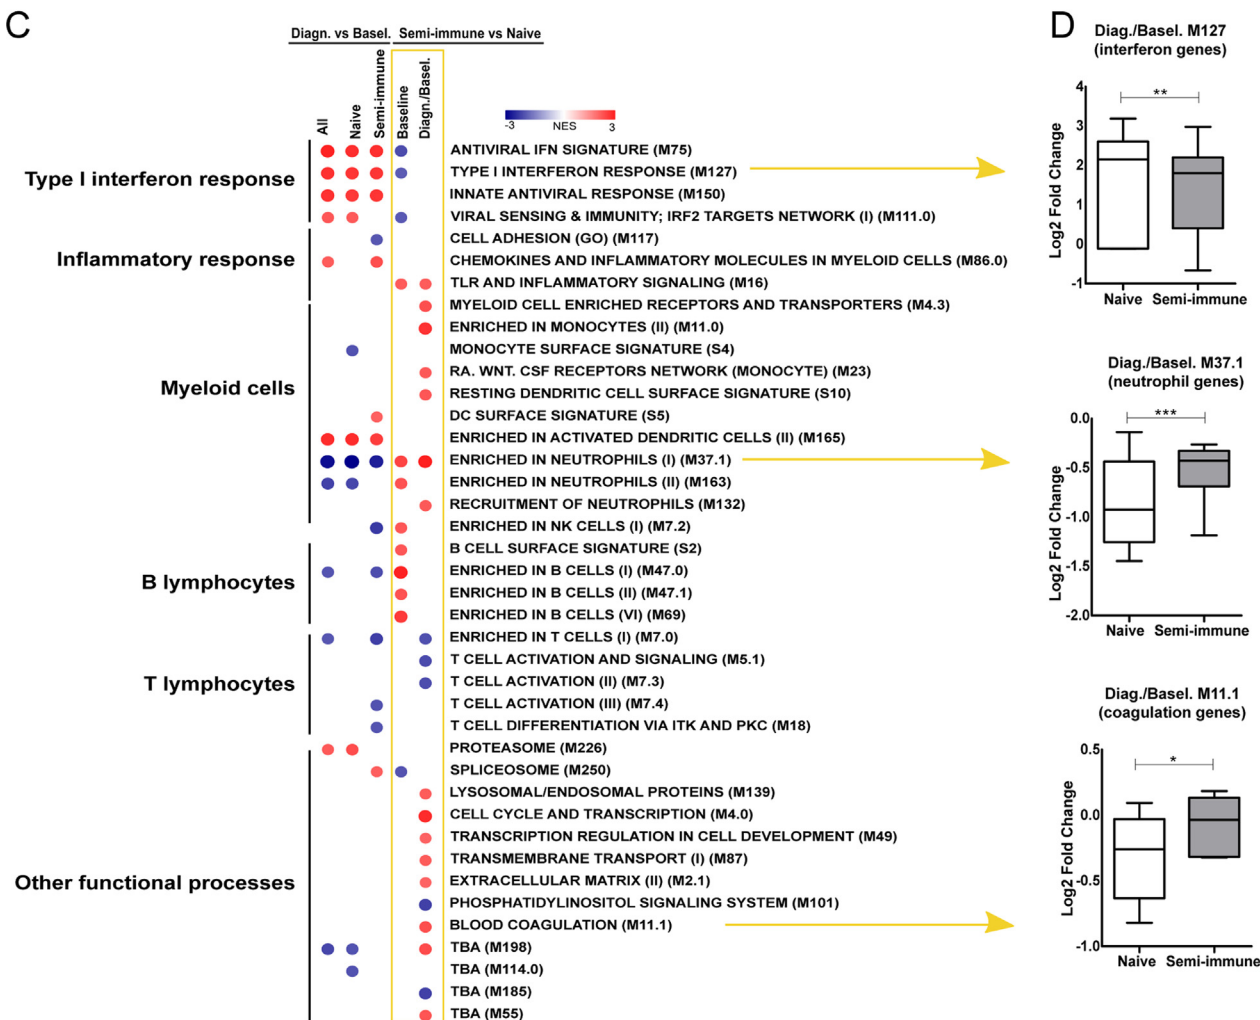 C
Diagn. vs Basel. Semi-immune vs Naive
All
Naive
Semi-immune
Baseline
Diagn./Basel.
-3 NES 3
Type I interferon response
ANTIVIRAL IFN SIGNATURE (M75)
TYPE I INTERFERON RESPONSE (M127)
INNATE ANTIVIRAL RESPONSE (M150)
VIRAL SENSING & IMMUNITY; IRF2 TARGETS NETWORK (I) (M111.0)
Inflammatory response
CELL ADHESION (GO) (M117)
CHEMOKINES AND INFLAMMATORY MOLECULES IN MYELOID CELLS (M86.0)
TLR AND INFLAMMATORY SIGNALING (M16)
Myeloid cells
MYELOID CELL ENRICHED RECEPTORS AND TRANSPORTERS (M4.3)
ENRICHED IN MONOCYTES (II) (M11.0)
MONOCYTE SURFACE SIGNATURE (S4)
RA. WNT. CSF RECEPTORS NETWORK (MONOCYTE) (M23)
RESTING DENDRITIC CELL SURFACE SIGNATURE (S10)
DC SURFACE SIGNATURE (S5)
ENRICHED IN ACTIVATED DENDRITIC CELLS (II) (M165)
ENRICHED IN NEUTROPHILS (I) (M37.1)
ENRICHED IN NEUTROPHILS (II) (M163)
RECRUITMENT OF NEUTROPHILS (M132)
ENRICHED IN NK CELLS (I) (M7.2)
B lymphocytes
B CELL SURFACE SIGNATURE (S2)
ENRICHED IN B CELLS (I) (M47.0)
ENRICHED IN B CELLS (II) (M47.1)
ENRICHED IN B CELLS (VI) (M69)
T lymphocytes
ENRICHED IN T CELLS (I) (M7.0)
T CELL ACTIVATION AND SIGNALING (M5.1)
T CELL ACTIVATION (II) (M7.3)
T CELL ACTIVATION (III) (M7.4)
T CELL DIFFERENTIATION VIA ITK AND PKC (M18)
Other functional processes
PROTEASOME (M226)
SPLICEOSOME (M250)
LYSOSOMAL/ENDOSOMAL PROTEINS (M139)
CELL CYCLE AND TRANSCRIPTION (M4.0)
TRANSCRIPTION REGULATION IN CELL DEVELOPMENT (M49)
TRANSMEMBRANE TRANSPORT (I) (M87)
EXTRACELLULAR MATRIX (II) (M2.1)
PHOSPHATIDYLINOSITOL SIGNALING SYSTEM (M101)
BLOOD COAGULATION (M11.1)
TBA (M198)
TBA (M114.0)
TBA (M185)
TBA (M55)
D
Diag./Basel. M127
(interferon genes)
Log2 Fold Change
4
3
2
1
0
-1
**
Naive Semi-immune
Diag./Basel. M37.1
(neutrophil genes)
Log2 Fold Change
0.0
-0.5
-1.0
-1.5
-2.0
***
Naive Semi-immune
Diag./Basel. M11.1
(coagulation genes)
Log2 Fold Change
0.5
0.0
-0.5
-1.0
*
Naive Semi-immune